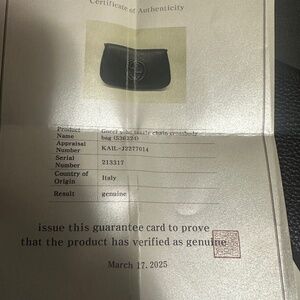 Certificate of Authenticity
Product Name Gucci soho tassle chain crossbody bag (536224)
Appraisal Number KAIL-J2277014
Serial Number 213317
Country of Origin Italy
Result genuine
issue this guarantee card to prove
that the product has verified as genuine
March 17, 2025